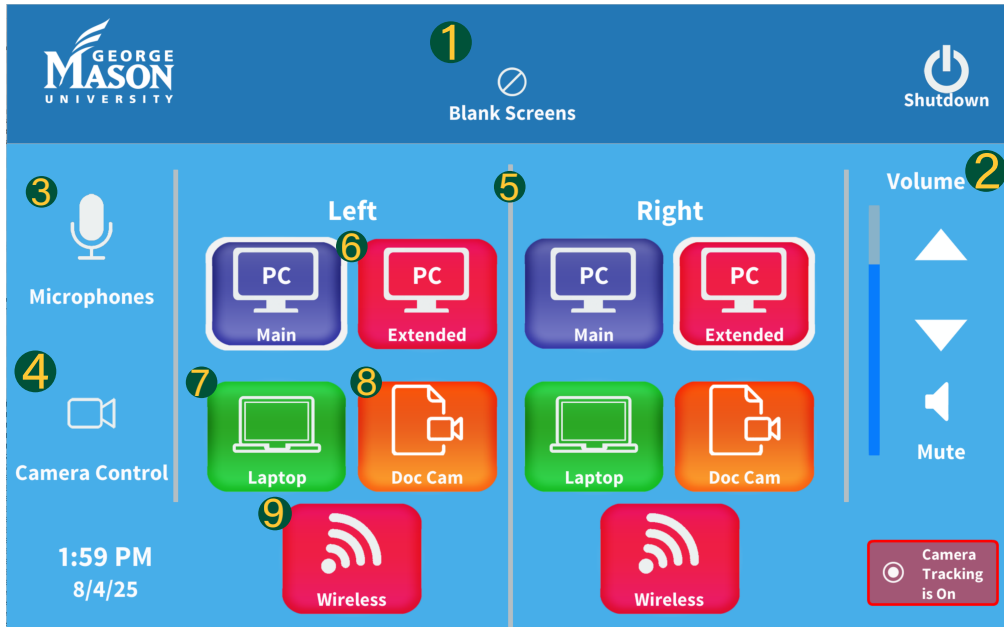 GEORGE
MASON
UNIVERSITY
1
Blank Screens
Shutdown
3
Microphones
4
Camera Control
1:59 PM
8/4/25
5
Left
6
PC
Main
PC
Extended
7
Laptop
8
Doc Cam
9
Wireless
Right
PC
Main
PC
Extended
Laptop
Doc Cam
Wireless
Volume
2
Mute
Camera
Tracking
is On